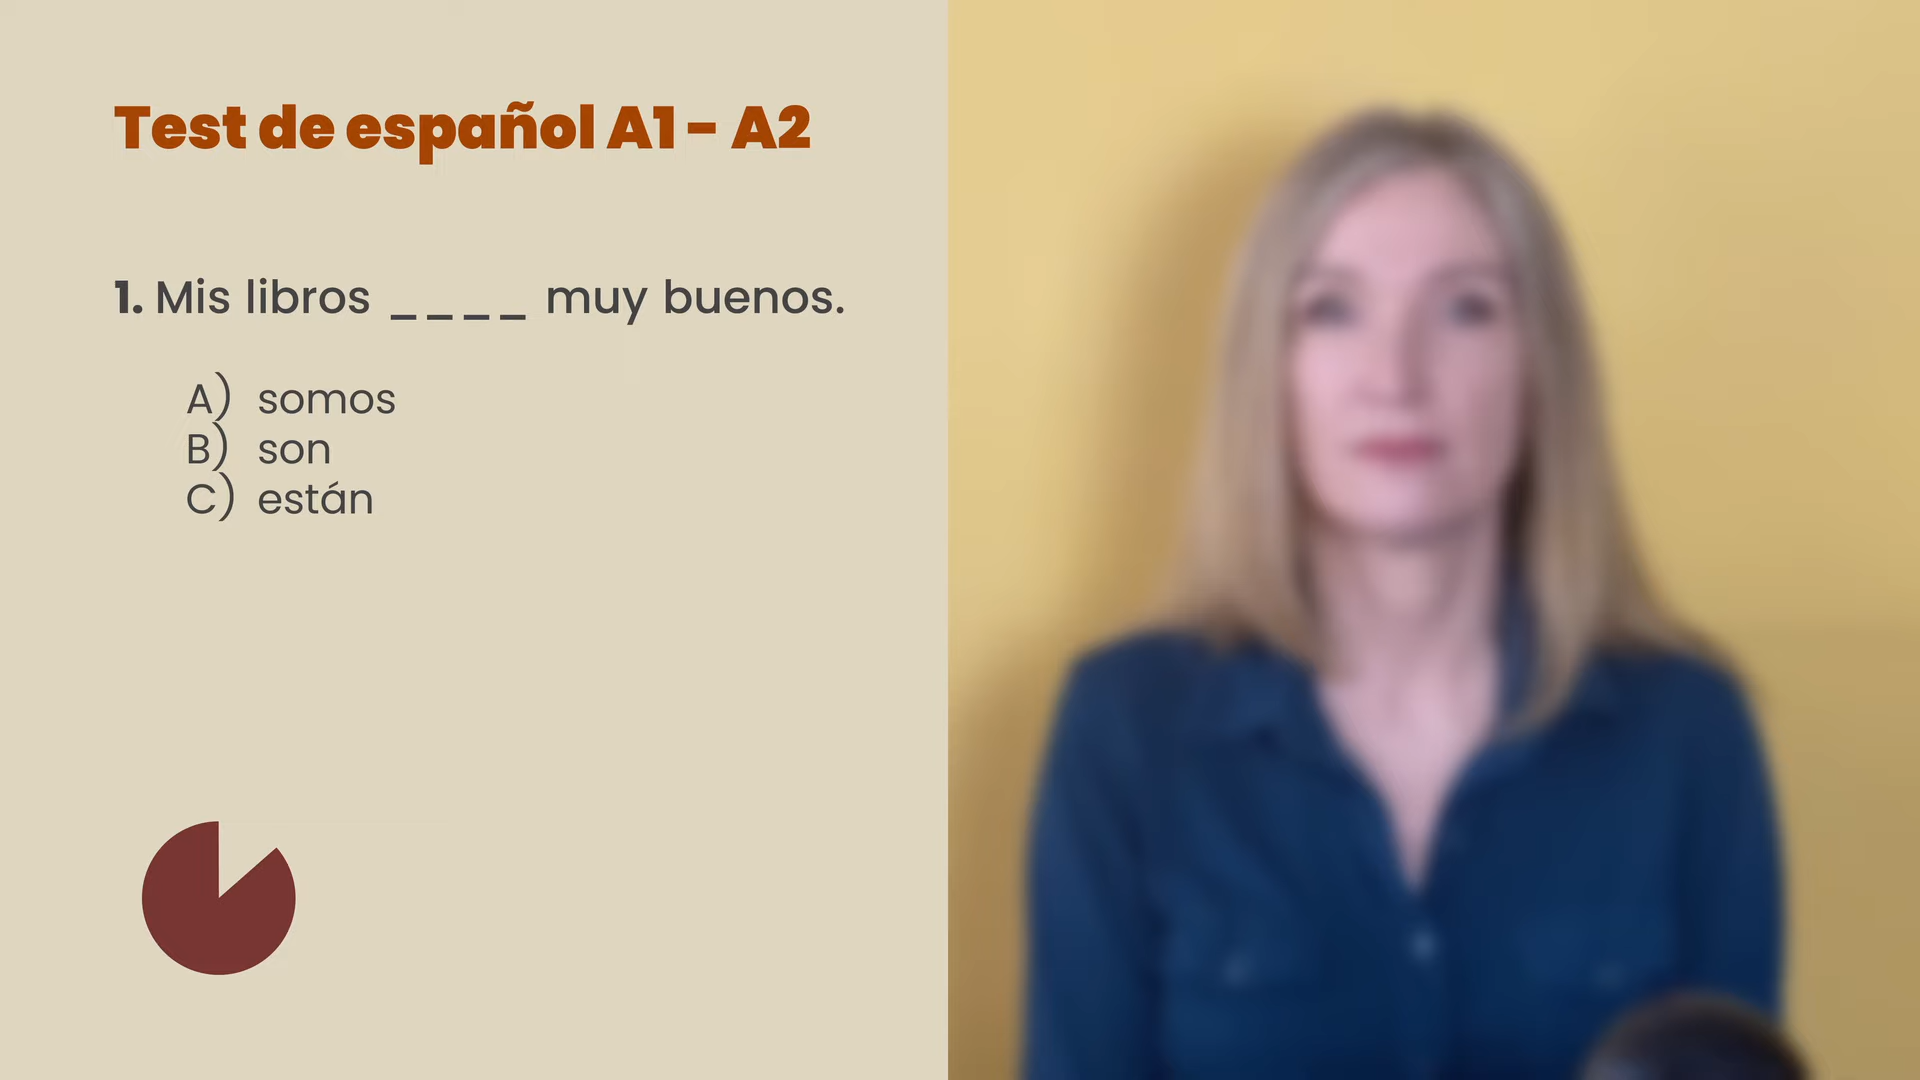 Test de español A1 - A2
1. Mis libros _ _ _ _ muy buenos.
A) somos
B) son
C) están